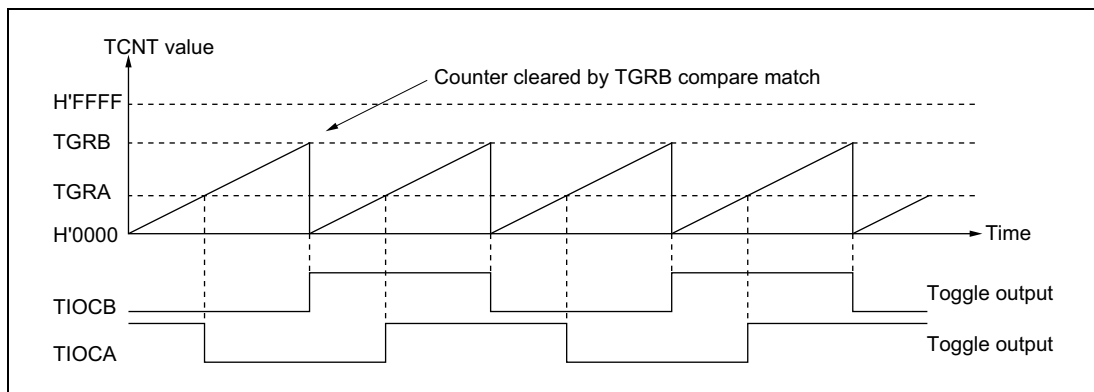 TCNT value
Counter cleared by TGRB compare match
H'FFFF
TGRB
TGRA
H'0000
Time
TIOCB
Toggle output
TIOCA
Toggle output